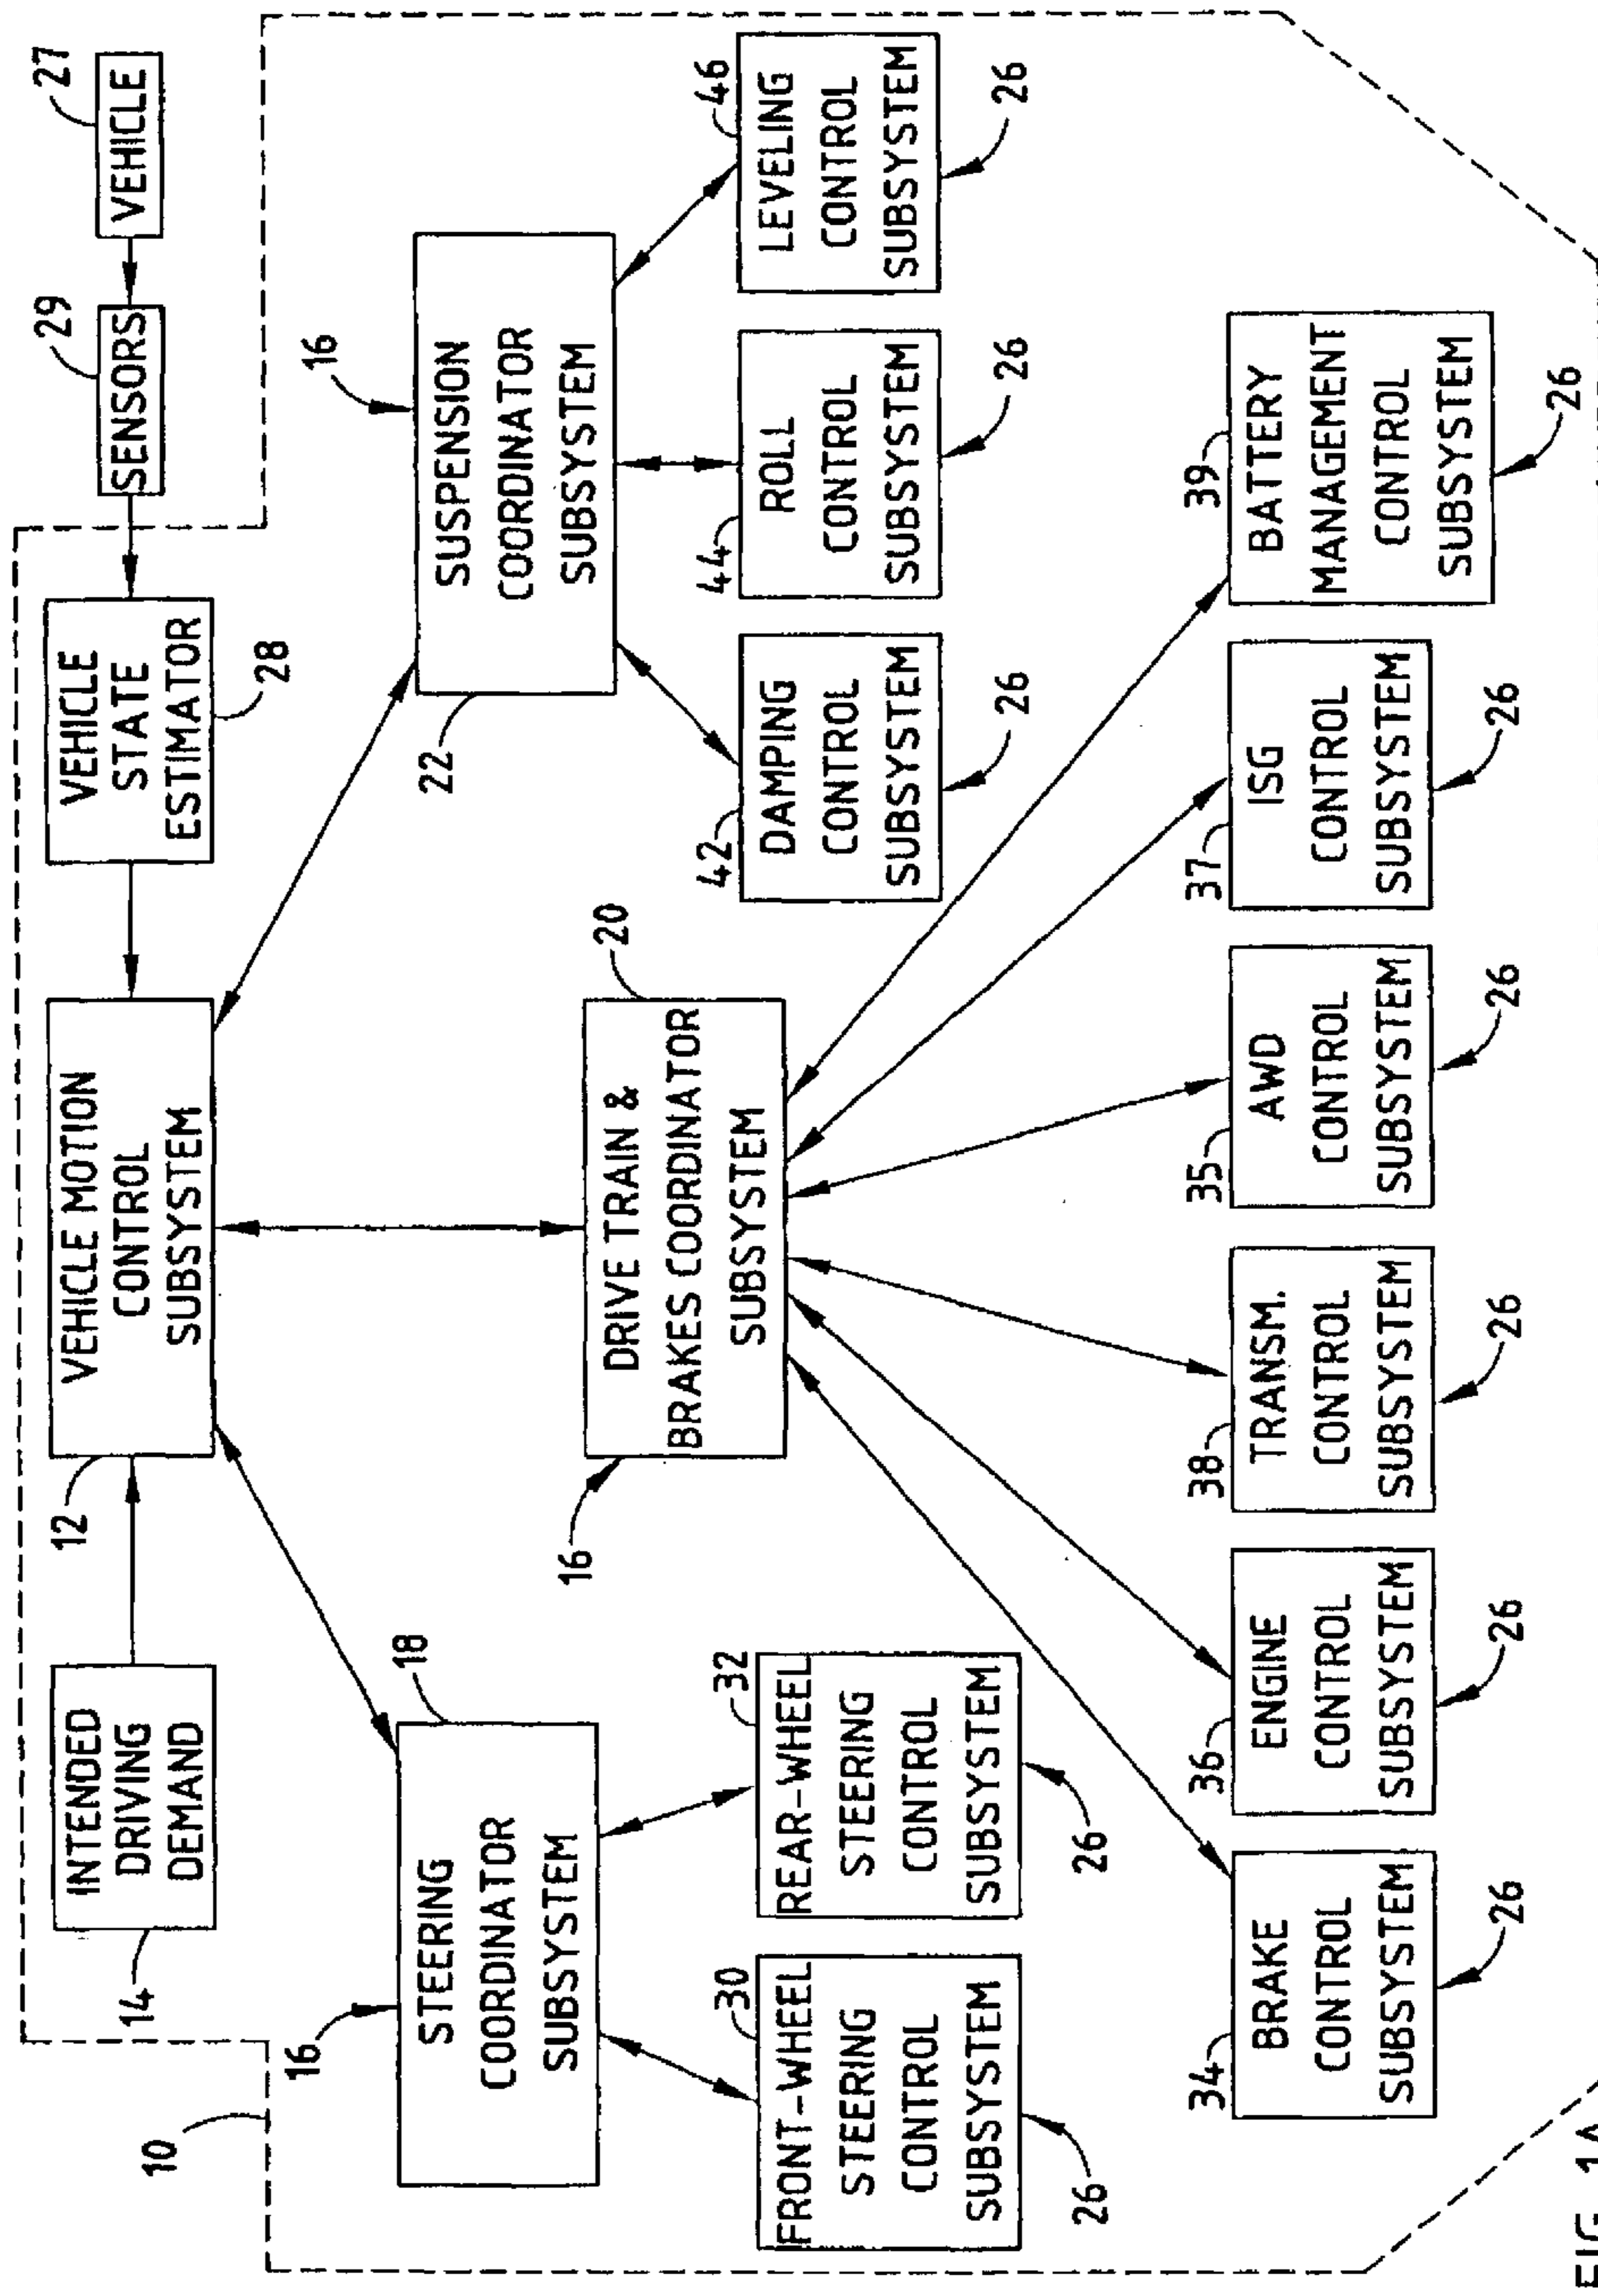 27
VEHICLE
29
SENSORS
VEHICLE
STATE
ESTIMATOR
28
VEHICLE MOTION
CONTROL
SUBSYSTEM
12
INTENDED
DRIVING
DEMAND
14
10
16
STEERING
COORDINATOR
SUBSYSTEM
18
16
DRIVE TRAIN &
BRAKES COORDINATOR
SUBSYSTEM
20
16
SUSPENSION
COORDINATOR
SUBSYSTEM
22
30
FRONT-WHEEL
STEERING
CONTROL
SUBSYSTEM
26
32
REAR-WHEEL
STEERING
CONTROL
SUBSYSTEM
26
42
DAMPING
CONTROL
SUBSYSTEM
26
44
ROLL
CONTROL
SUBSYSTEM
26
46
LEVELING
CONTROL
SUBSYSTEM
26
34
BRAKE
CONTROL
SUBSYSTEM
26
36
ENGINE
CONTROL
SUBSYSTEM
26
38
TRANSM.
CONTROL
SUBSYSTEM
26
35
AWD
CONTROL
SUBSYSTEM
26
37
ISG
CONTROL
SUBSYSTEM
26
39
BATTERY
MANAGEMENT
CONTROL
SUBSYSTEM
26
FIG. 1A